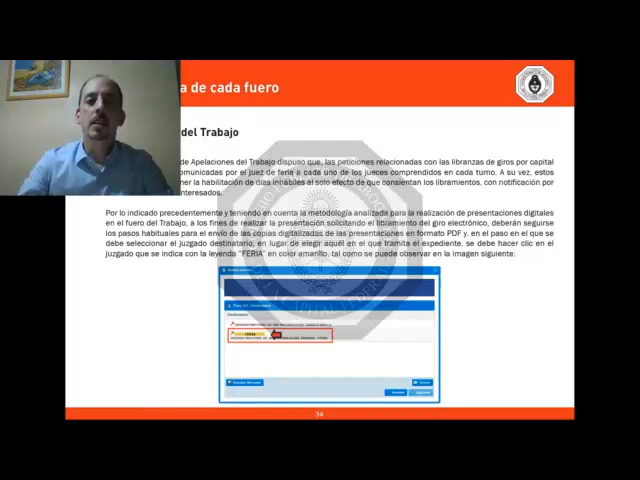 a de cada fuero
del Trabajo
de Apelaciones del Trabajo dispuso que, las peticiones relacionadas con las libranzas de giros por capital
omunicadas por el juez de feria a cada uno de los jueces comprendidos en cada turno. A su vez, estos
ner la habilitación de días inhábiles al solo efecto de que consientan los libramientos, con notificación por
nteresados.
Por lo indicado precedentemente y teniendo en cuenta la metodología analizada para la realización de presentaciones digitales
en el fuero del Trabajo, a los fines de realizar la presentación solicitando el libramiento del giro electrónico, deberán seguirse
los pasos habituales para el envío de las copias digitalizadas de las presentaciones en formato PDF y, en el paso en el que se
debe seleccionar el juzgado destinatario, en lugar de elegir aquél en el que tramita el expediente, se debe hacer clic en el
juzgado que se indica con la leyenda "FERIA" en color amarillo, tal como se puede observar en la imagen siguiente:
FERIA
34